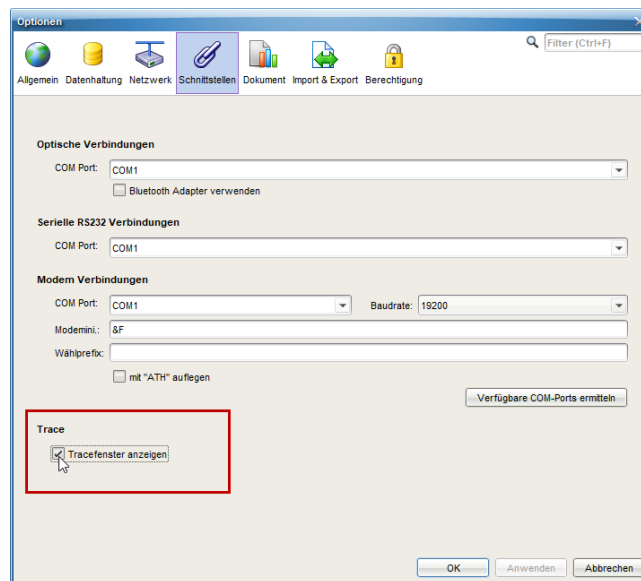 Optionen
Filter (Ctrl+F)
Allgemein Datenhaltung Netzwerk Schnittstellen Dokument Import & Export Berechtigung
Optische Verbindungen
COM Port: COM1
Bluetooth Adapter verwenden
Serielle RS232 Verbindungen
COM Port: COM1
Modem Verbindungen
COM Port: COM1 Baudrate: 19200
Modemini.: &F
Wählprefix:
mit "ATH" auflegen
Verfügbare COM-Ports ermitteln
Trace
Tracefenster anzeigen
OK Anwenden Abbrechen